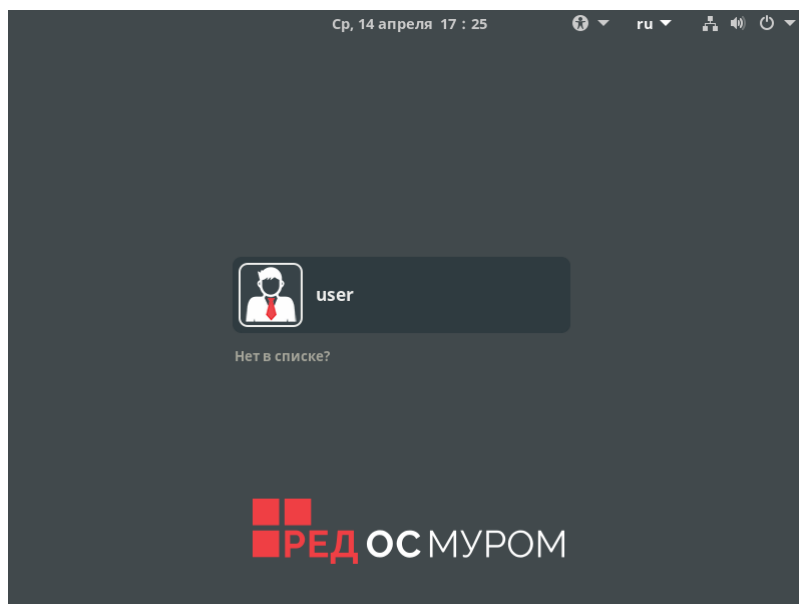 Ср, 14 апреля 17 : 25
ru
user
Нет в списке?
РЕД ОС МУРОМ